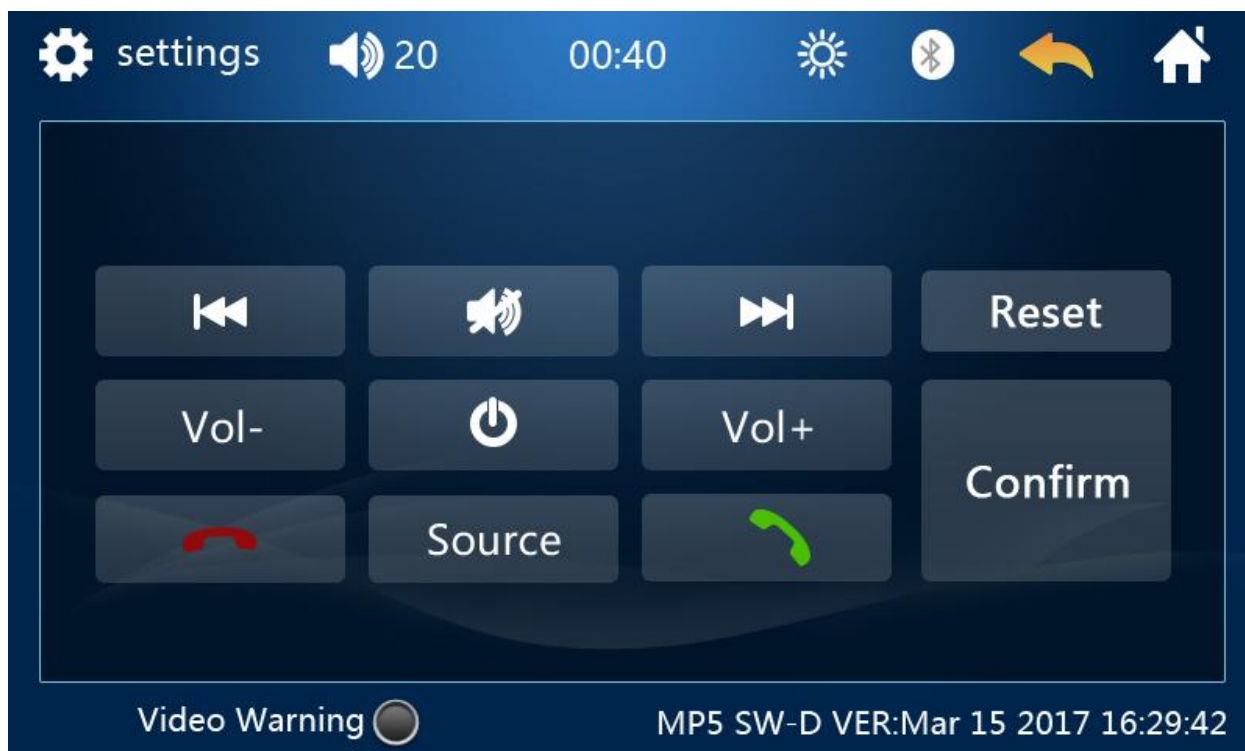 settings 20 00:40
Reset
Vol- Vol+
Confirm
Source
Video Warning MP5 SW-D VER:Mar 15 2017 16:29:42